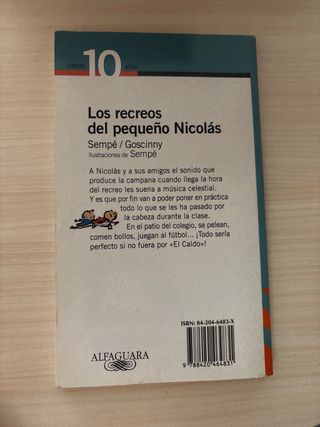 desde 10 años
Los recreos
del pequeño Nicolás
Sempé / Goscinny
Ilustraciones de Sempé
A Nicolás y a sus amigos el sonido que
produce la campana cuando llega la hora
del recreo les suena a música celestial.
Y es que por fin van a poder poner en práctica
todo lo que se les ha pasado por
la cabeza durante la clase.
En el patio del colegio, se pelean,
comen bollos, juegan al fútbol... ¡Todo sería
perfecto si no fuera por «El Caldo»!
ISBN: 84-204-6483-X
9 788420 464831
ALFAGUARA